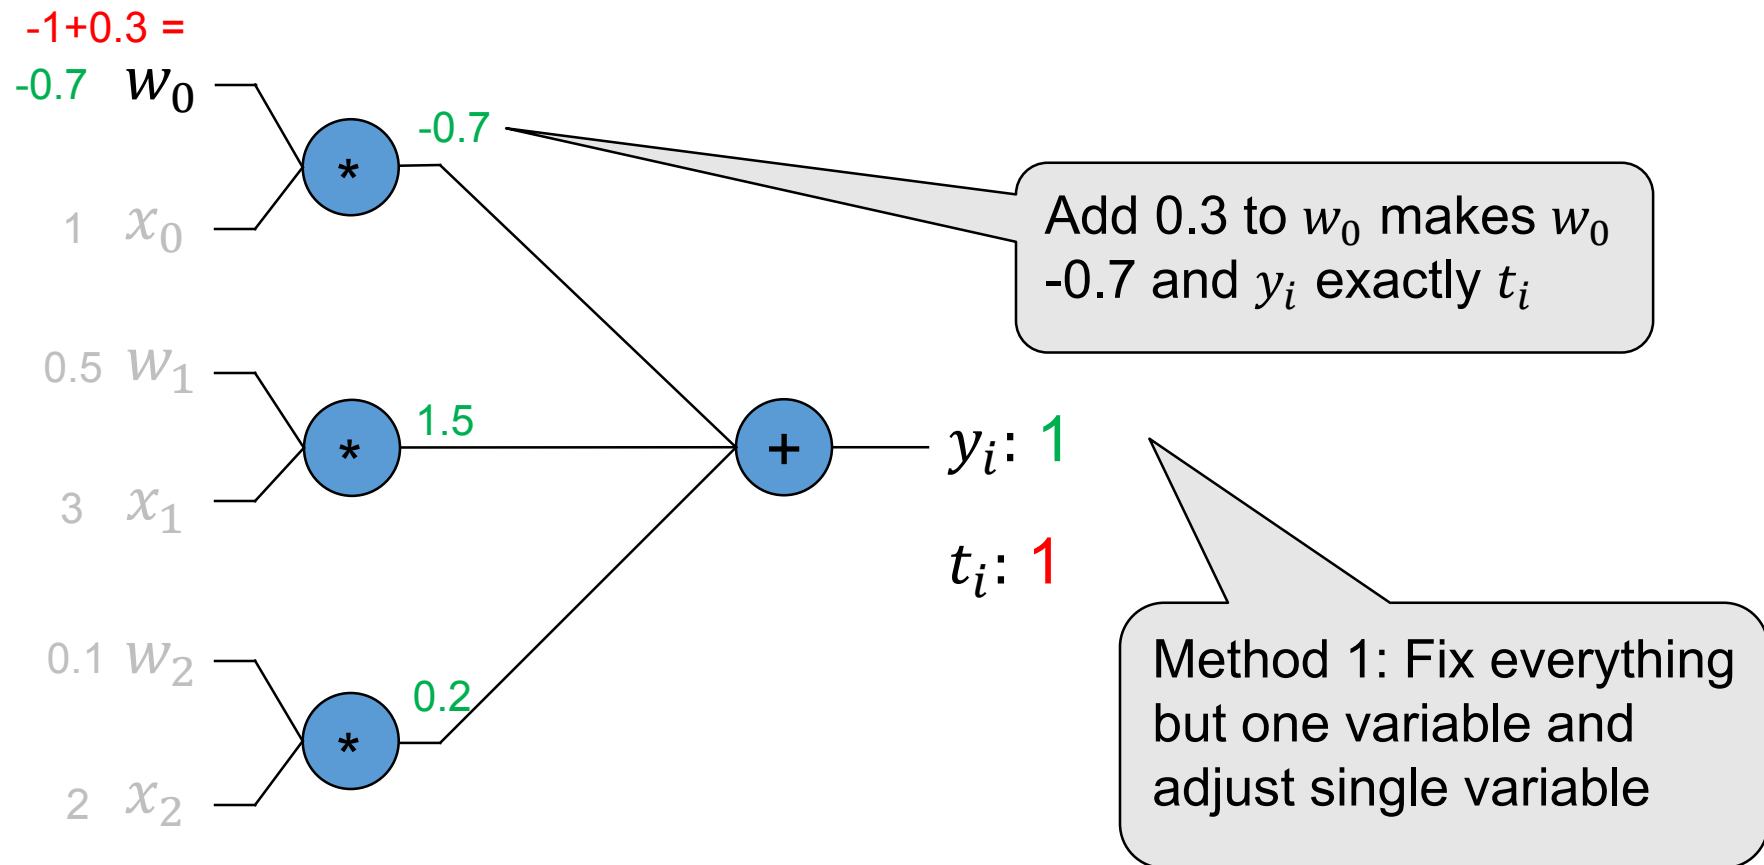 -1+0.3 =
-0.7 w₀
-0.7
*
1 x₀
Add 0.3 to w₀ makes w₀
-0.7 and yᵢ exactly tᵢ
0.5 w₁
1.5
*
3 x₁
+
yᵢ: 1
tᵢ: 1
0.1 w₂
0.2
*
2 x₂
Method 1: Fix everything
but one variable and
adjust single variable